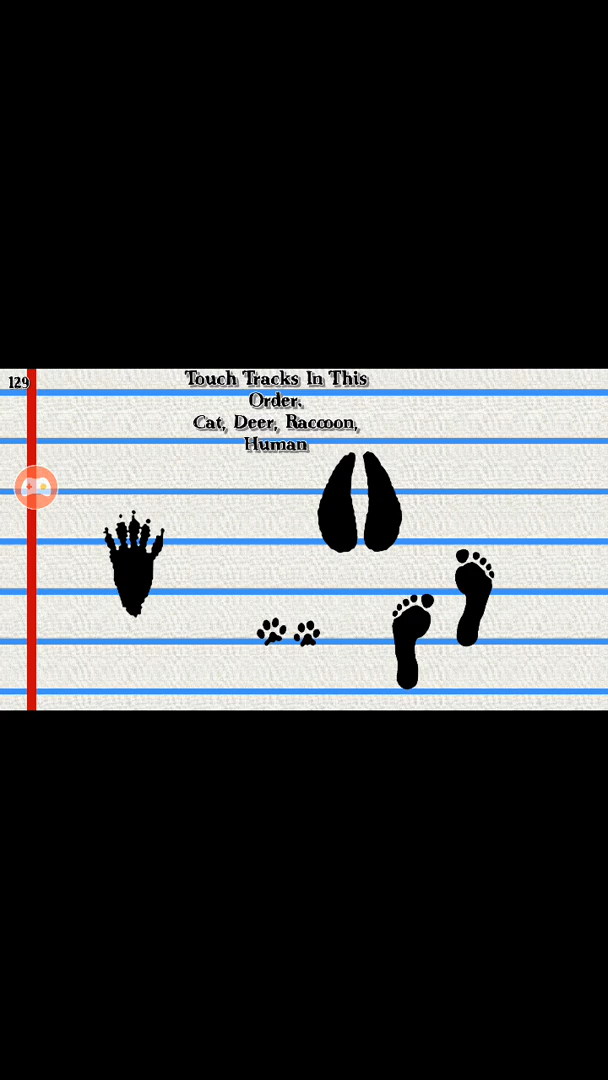 129
Touch Tracks In This
Order.
Cat, Deer, Raccoon,
Human